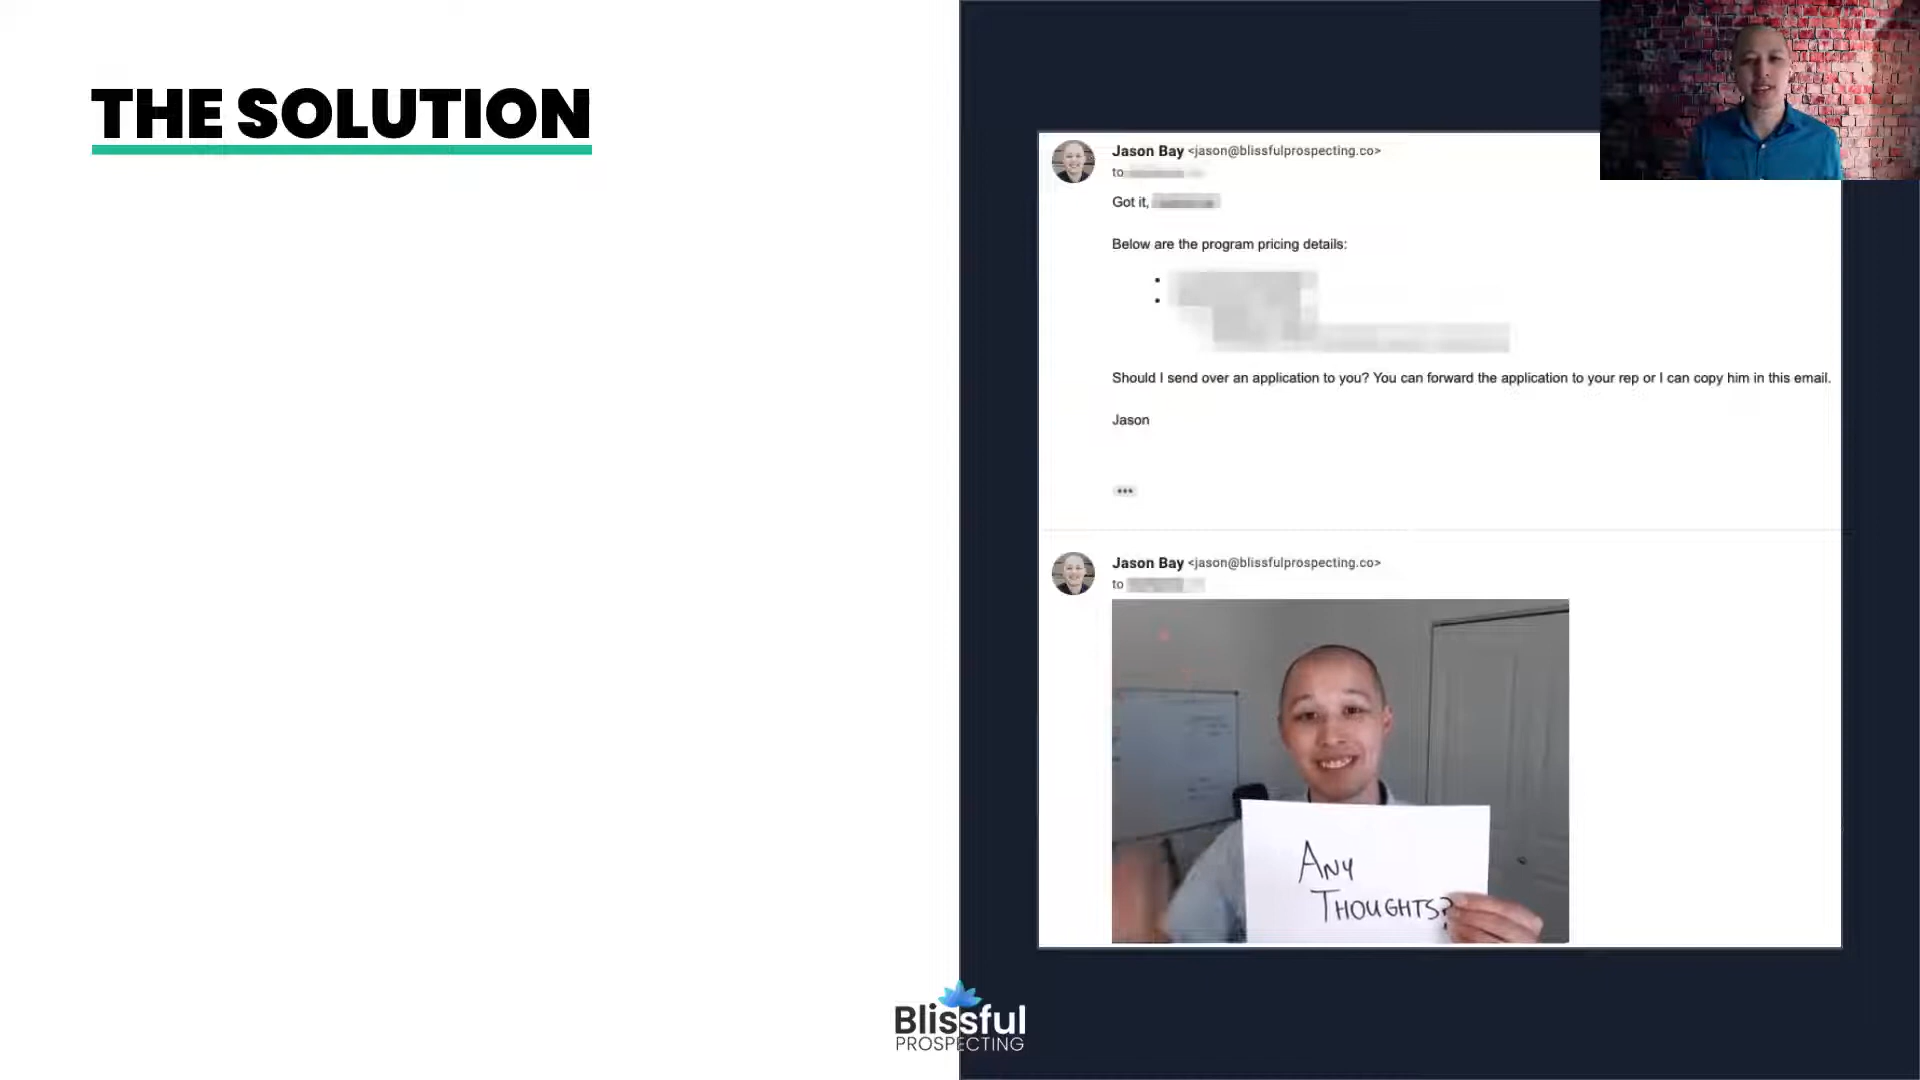 THE SOLUTION
Jason Bay <jason@blissfulprospecting.co>
to
Got it,
Below are the program pricing details:
Should I send over an application to you? You can forward the application to your rep or I can copy him in this email.
Jason
Jason Bay <jason@blissfulprospecting.co>
to
ANY
THOUGHTS?
Blissful
PROSPECTING